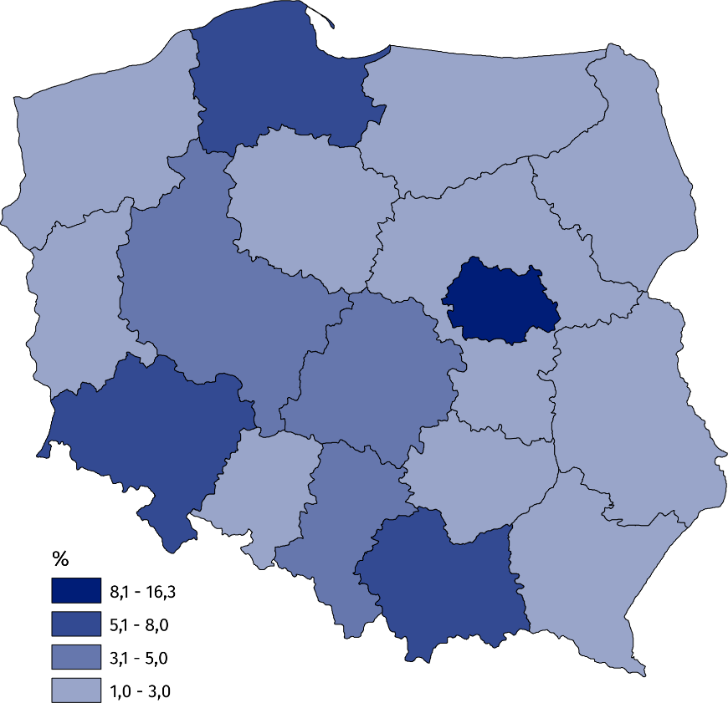 %
8,1 - 16,3
5,1 - 8,0
3,1 - 5,0
1,0 - 3,0